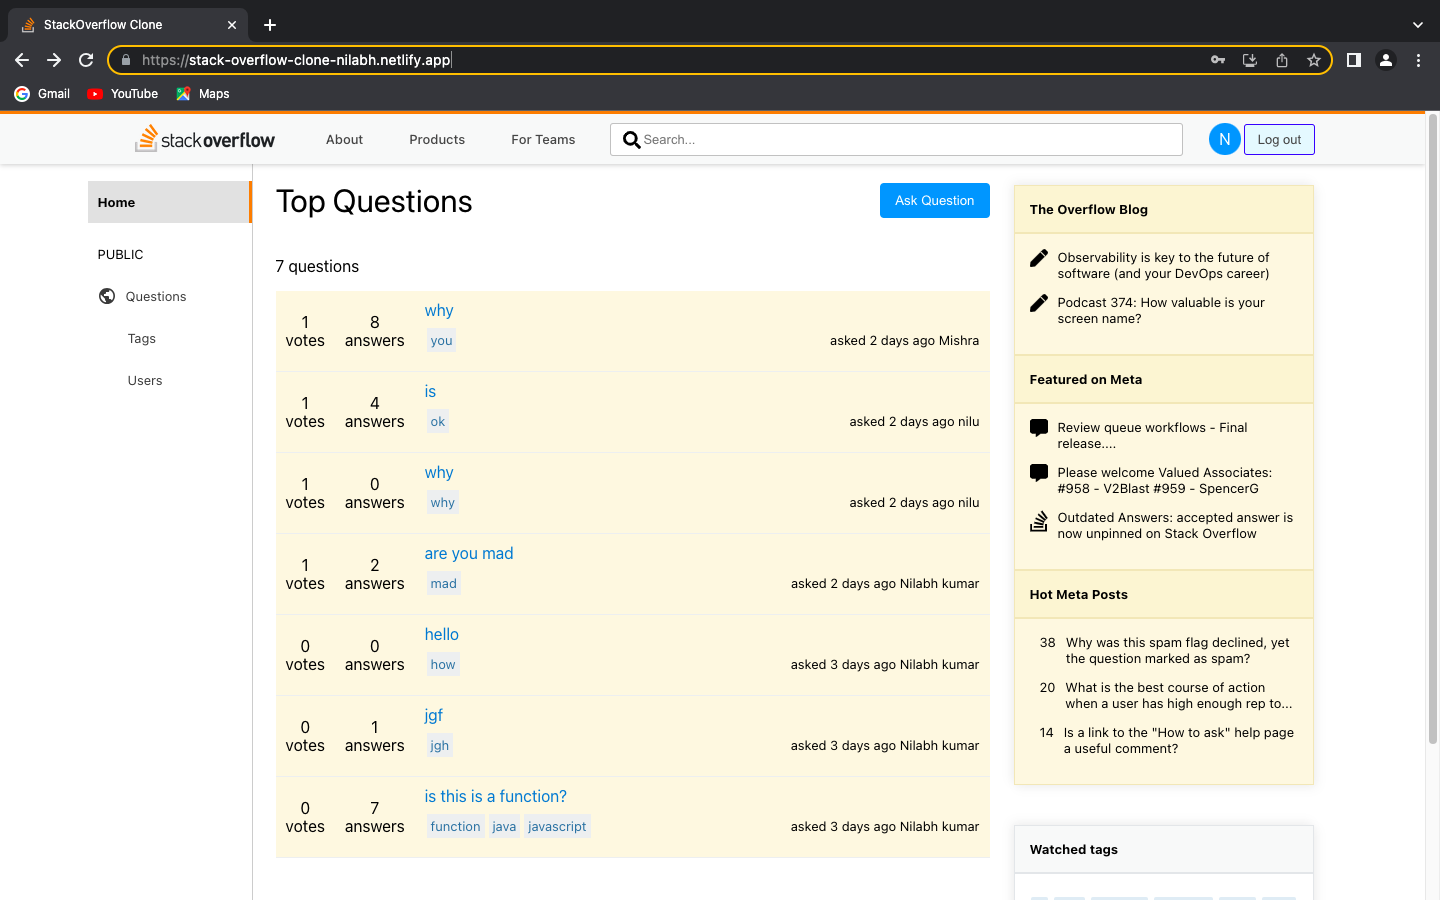 StackOverflow Clone
https://stack-overflow-clone-nilabh.netlify.app
Gmail
YouTube
Maps
stackoverflow
About
Products
For Teams
Search...
N
Log out
Home
PUBLIC
Questions
Tags
Users
Top Questions
Ask Question
7 questions
1 votes
8 answers
why
you
asked 2 days ago Mishra
1 votes
4 answers
is
ok
asked 2 days ago nilu
1 votes
0 answers
why
why
asked 2 days ago nilu
1 votes
2 answers
are you mad
mad
asked 2 days ago Nilabh kumar
0 votes
0 answers
hello
how
asked 3 days ago Nilabh kumar
0 votes
1 answers
jgf
jgh
asked 3 days ago Nilabh kumar
0 votes
7 answers
is this is a function?
function java javascript
asked 3 days ago Nilabh kumar
The Overflow Blog
Observability is key to the future of
software (and your DevOps career)
Podcast 374: How valuable is your
screen name?
Featured on Meta
Review queue workflows - Final
release....
Please welcome Valued Associates:
#958 - V2Blast #959 - SpencerG
Outdated Answers: accepted answer is
now unpinned on Stack Overflow
Hot Meta Posts
38 Why was this spam flag declined, yet
the question marked as spam?
20 What is the best course of action
when a user has high enough rep to...
14 Is a link to the "How to ask" help page
a useful comment?
Watched tags